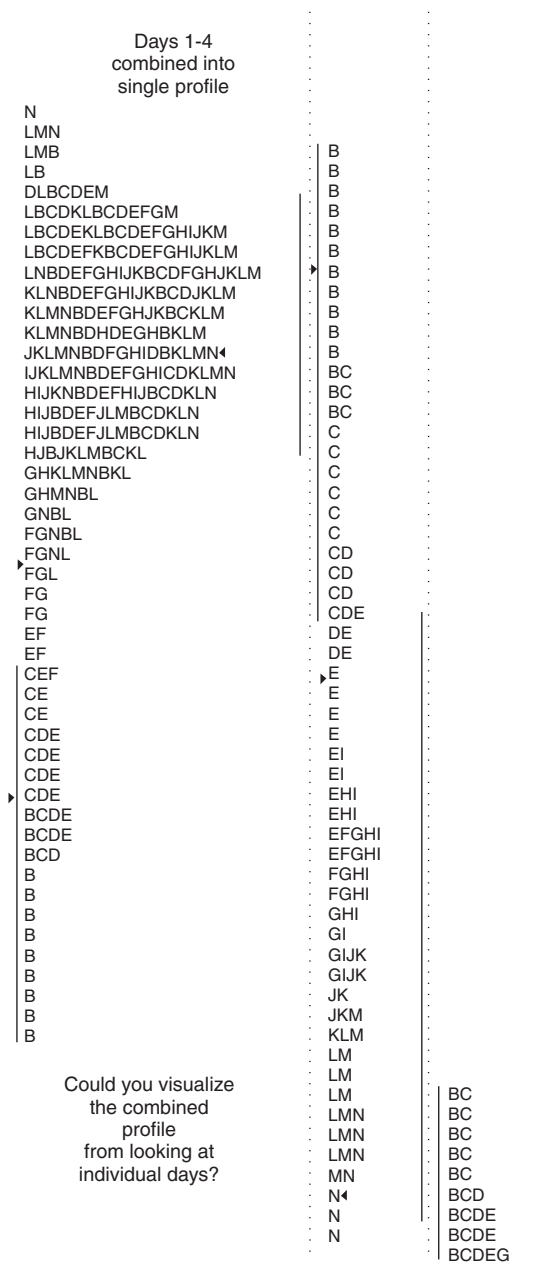 Days 1-4
combined into
single profile
N
LMN
LMB
LB
DLBCDEM
LBCDKLBCDEFGM
LBCDEKLBCDEFGHIJKM
LBCDEFKBCDEFGHIJKLM
LNBDEFGHIJKBCDFGHJKLM
KLNBDEFGHIJKBCDJKLM
KLMNBDEFGHJKBCKLM
KLMNBDHDEGHBKLM
JKLMNBDFGHIDBKLMN
IJKLMNBDEFGHICDKLMN
HIJKNBDEFHIJBCDKLN
HIJBDEFJLMBCDKLN
HIJBDEFJLMBCDKLN
HJBJKLMBCKL
GHKLMNBKL
GHMNBL
GNBL
FGNBL
FGNL
FGL
FG
FG
EF
EF
CEF
CE
CE
CDE
CDE
CDE
CDE
BCDE
BCDE
BCD
B
B
B
B
B
B
B
B
B
Could you visualize
the combined
profile
from looking at
individual days?
B
B
B
B
B
B
B
B
B
B
B
BC
BC
BC
C
C
C
C
C
C
CD
CD
CD
CDE
DE
DE
E
E
E
E
EI
EI
EHI
EHI
EFGHI
EFGHI
FGHI
FGHI
GHI
GI
GIJK
GIJK
JK
JKM
KLM
LM
LM
LM
LMN
LMN
LMN
MN
N
N
N
BC
BC
BC
BC
BC
BCD
BCDE
BCDE
BCDEG